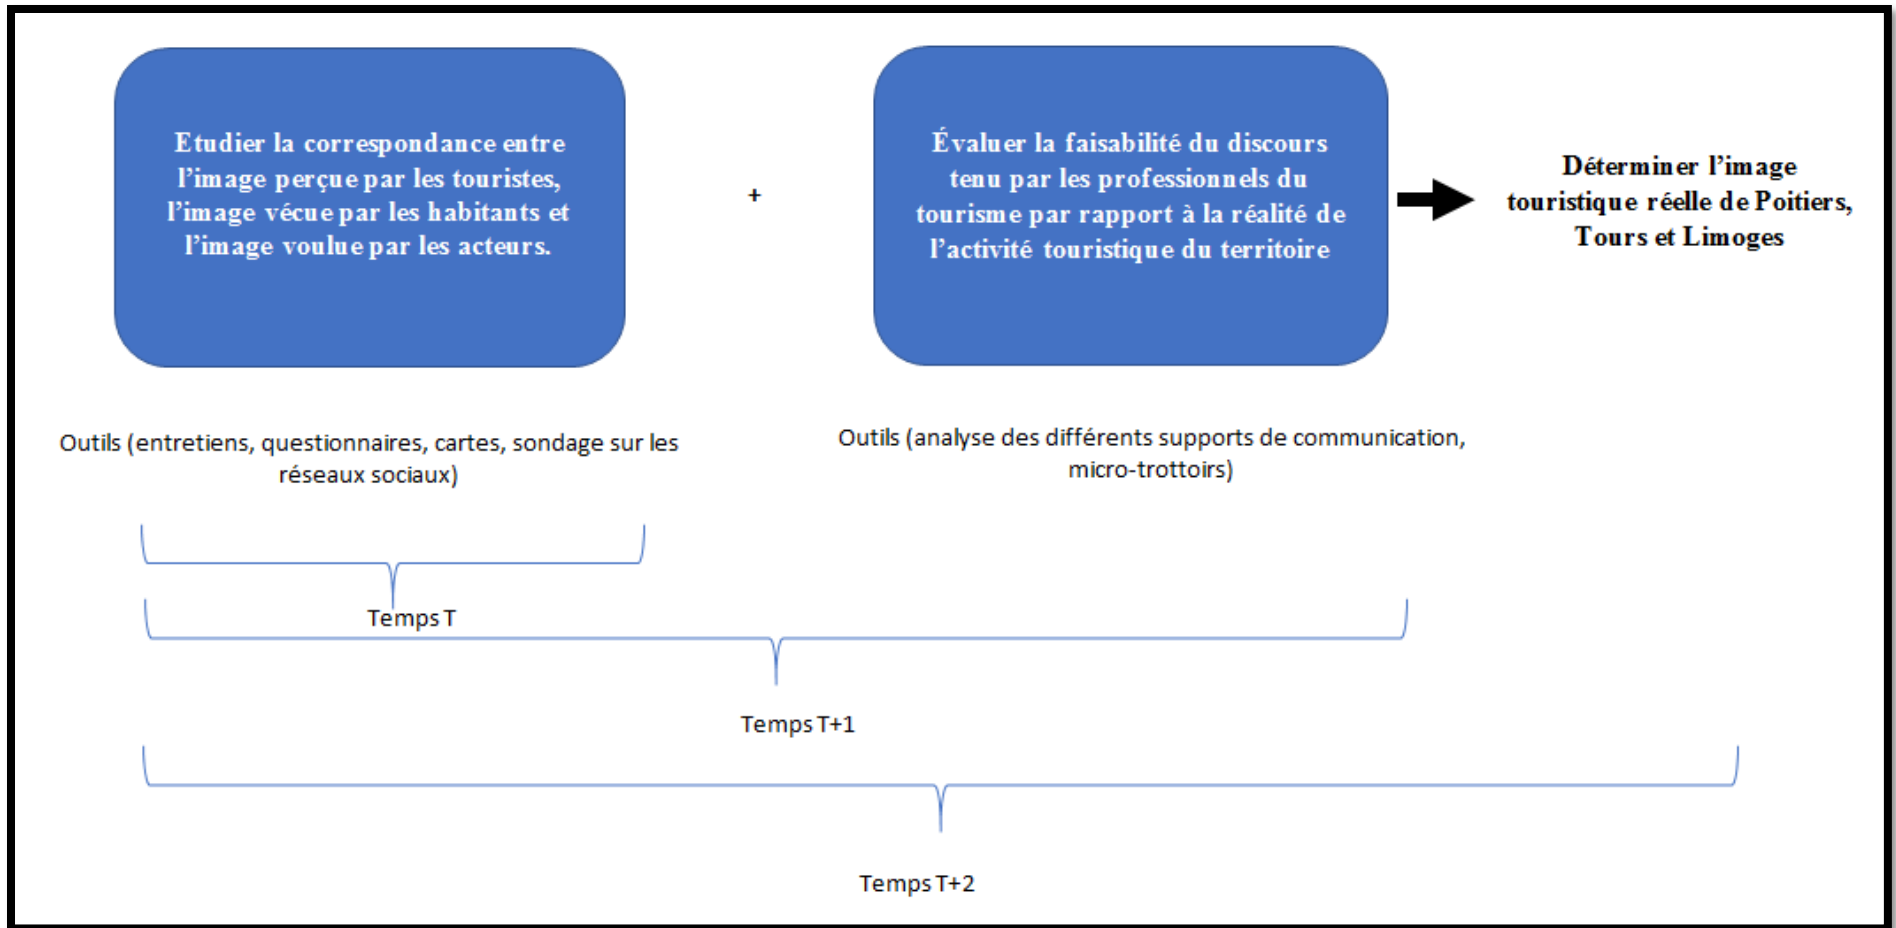 Etudier la correspondance entre
l’image perçue par les touristes,
l’image vécue par les habitants et
l’image voulue par les acteurs.
+
Évaluer la faisabilité du discours
tenu par les professionnels du
tourisme par rapport à la réalité de
l’activité touristique du territoire
Déterminer l’image
touristique réelle de Poitiers,
Tours et Limoges
Outils (entretiens, questionnaires, cartes, sondage sur les
réseaux sociaux)
Outils (analyse des différents supports de communication,
micro-trottoirs)
Temps T
Temps T+1
Temps T+2